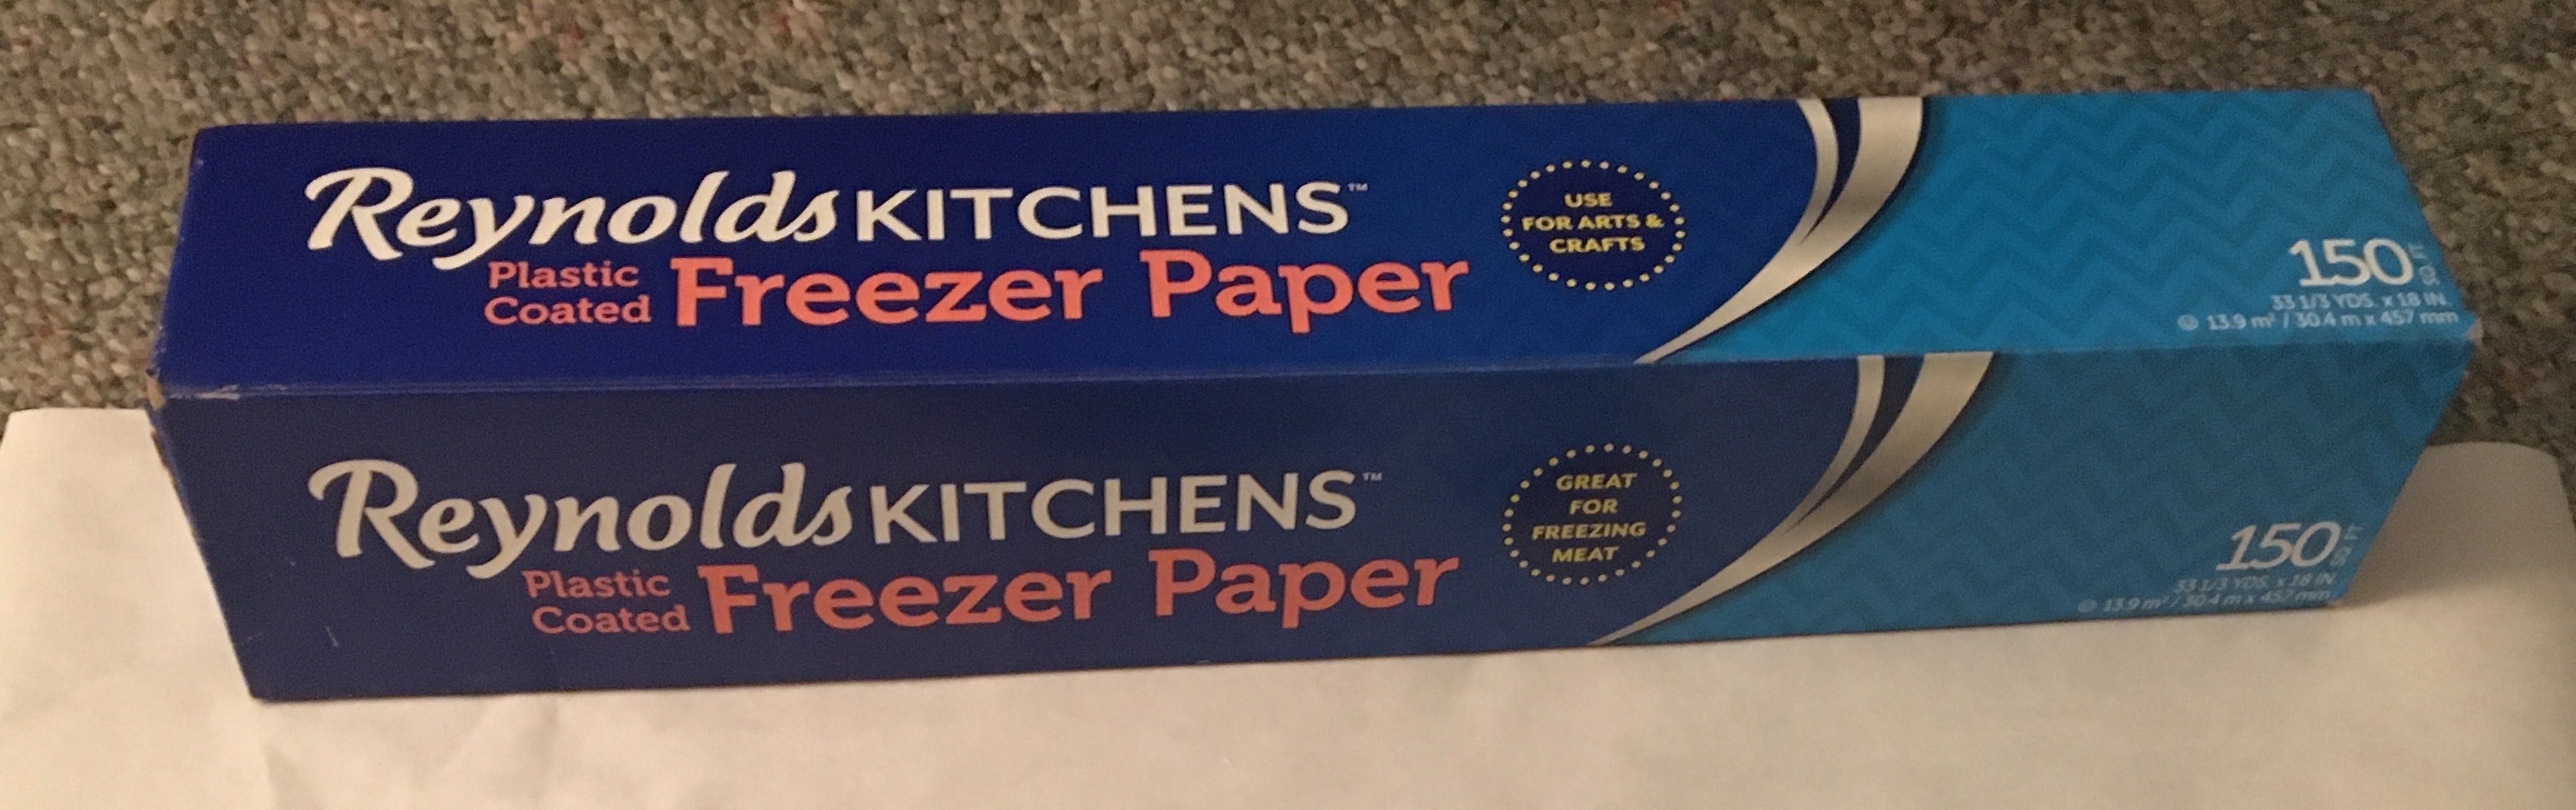 Reynolds KITCHENS™
Plastic
Coated
Freezer Paper
USE
FOR ARTS &
CRAFTS
150 SQ. FT
33 1/3 YDS. x 18 IN.
13.9 m² / 30.4 m x 457 mm
Reynolds KITCHENS™
Plastic
Coated
Freezer Paper
GREAT
FOR
FREEZING
MEAT
150 SQ. FT
33 1/3 YDS. x 18 IN.
13.9 m² / 30.4 m x 457 mm